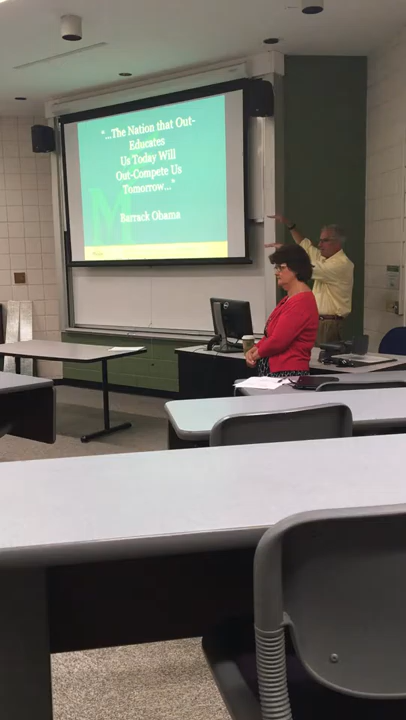 "...The Nation that Out-
Educates
Us Today Will
Out-Compete Us
Tomorrow..."
Barrack Obama
M